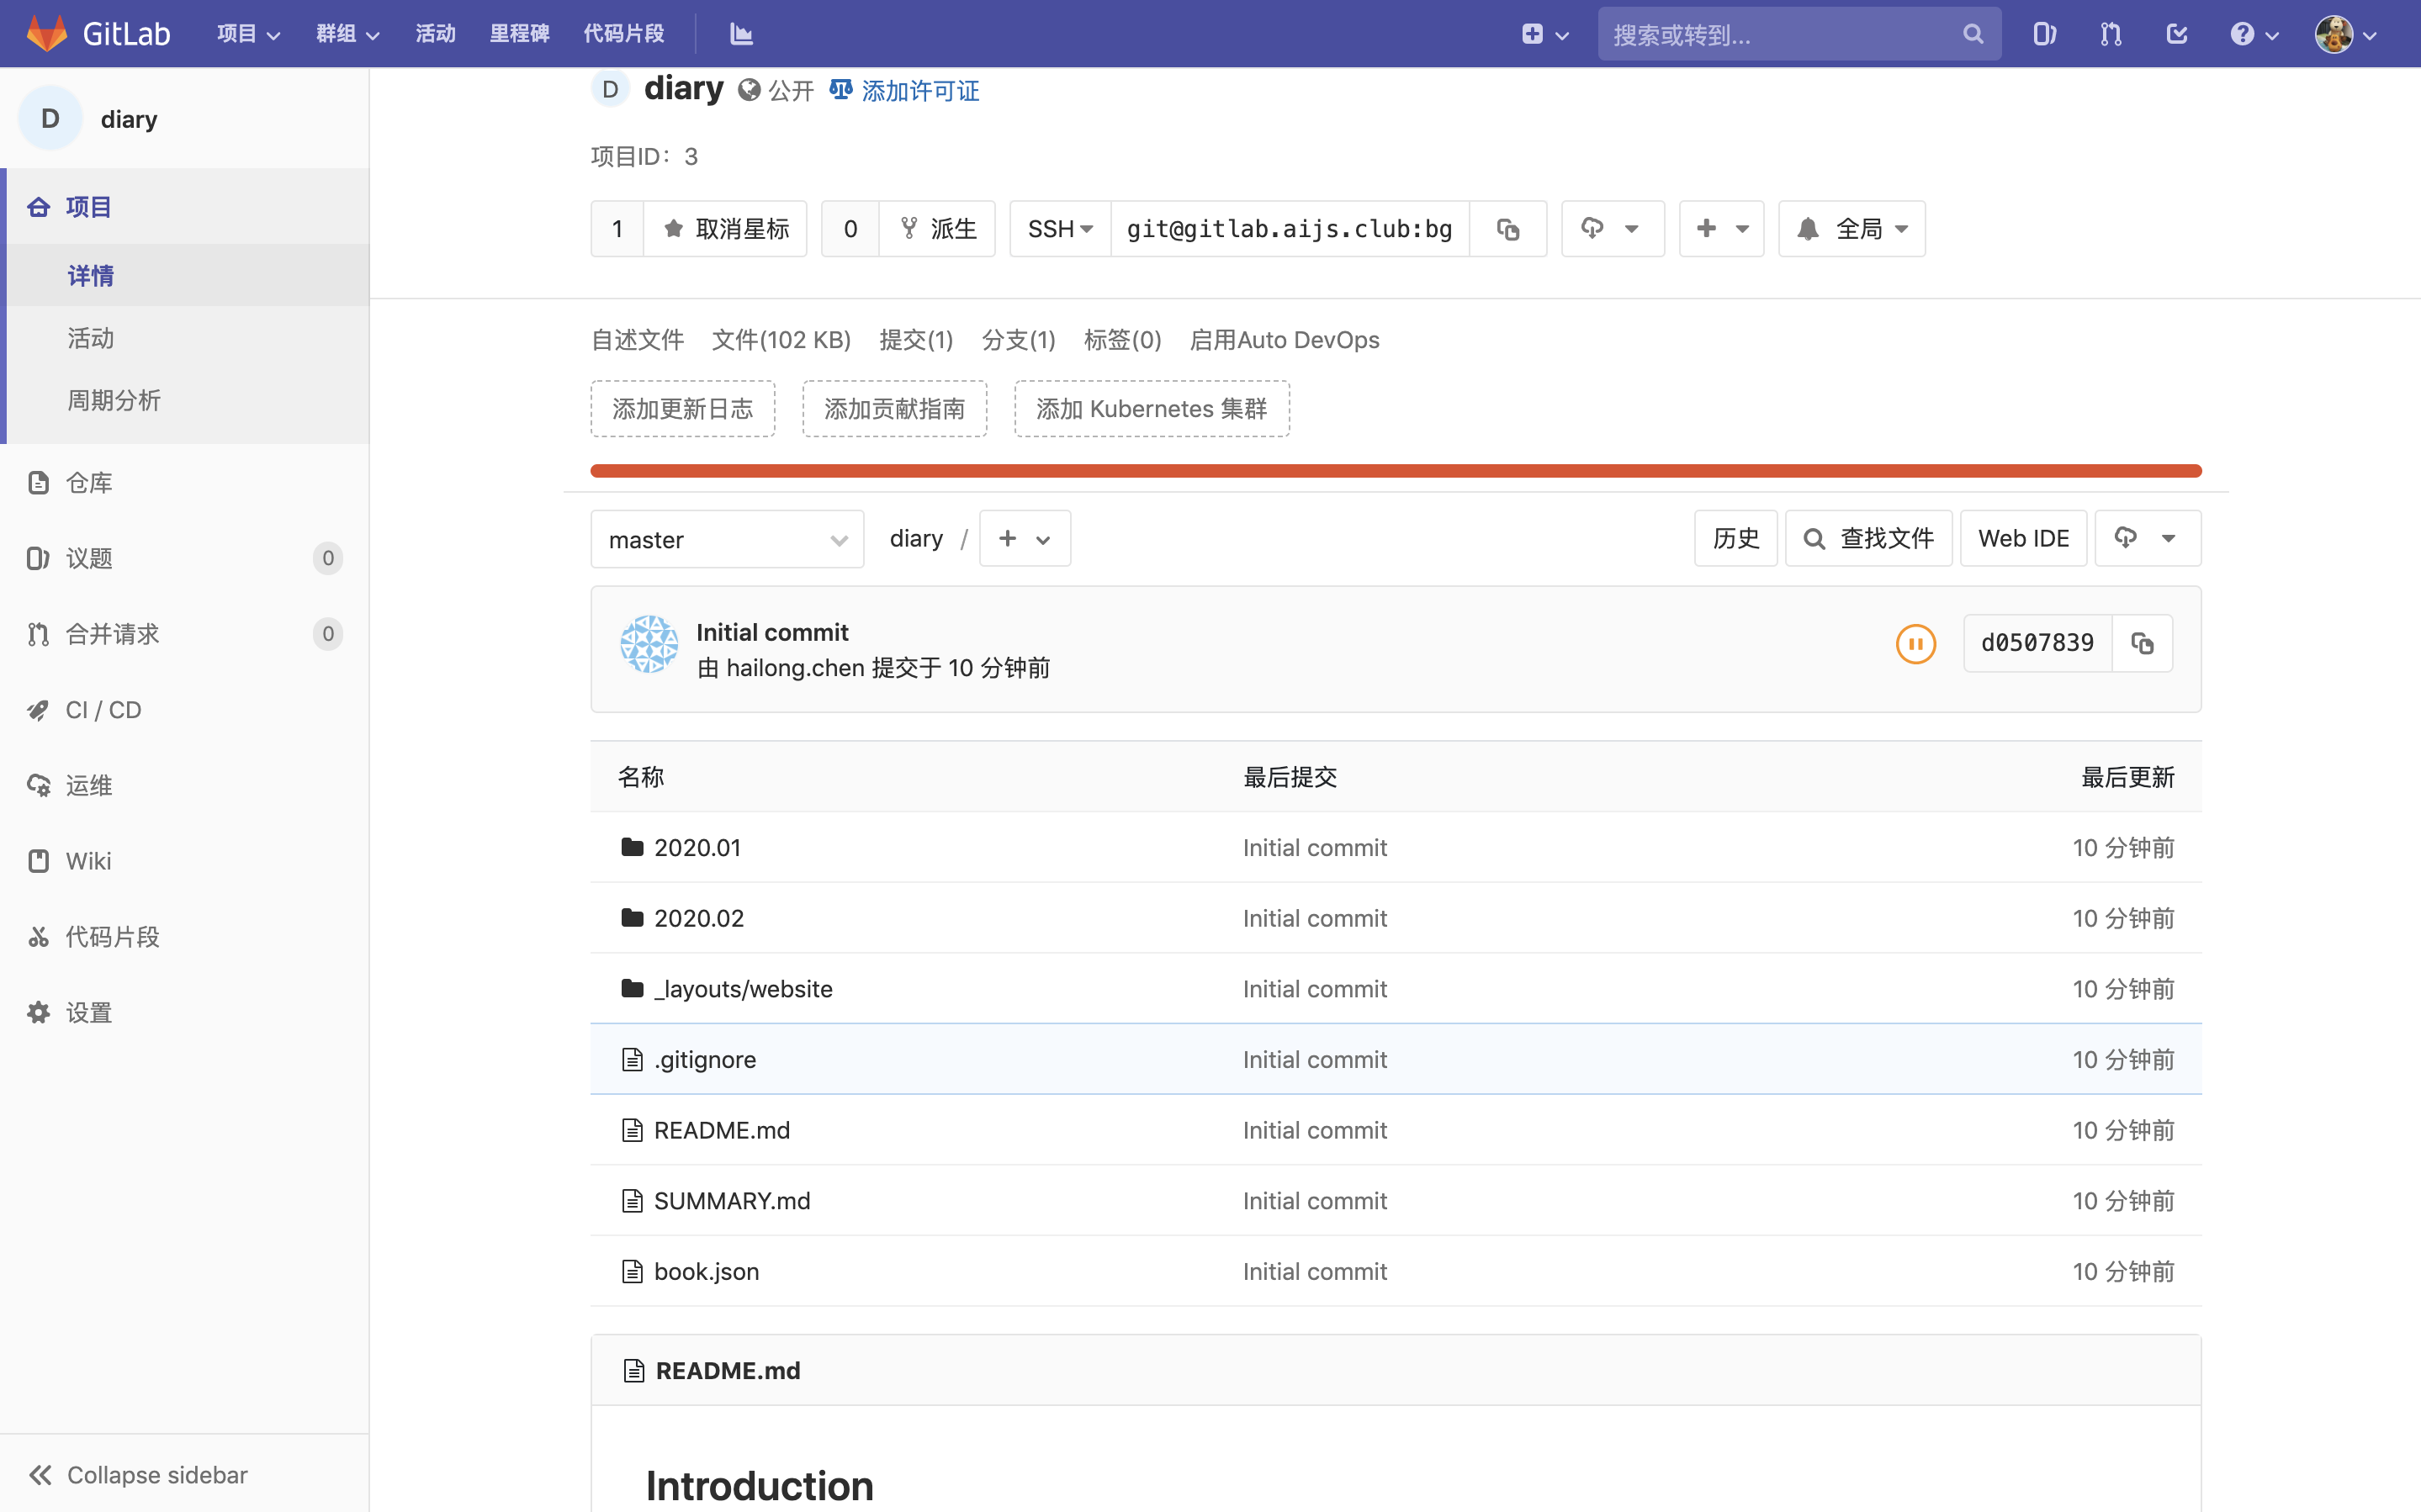 GitLab 项目 群组 活动 里程碑 代码片段 搜索或转到...
D diary
项目
详情
活动
周期分析
仓库
议题 0
合并请求 0
CI / CD
运维
Wiki
代码片段
设置
Collapse sidebar
D diary 公开 添加许可证
项目ID：3
1 取消星标 0 派生 SSH git@gitlab.aijs.club:bg 全局
自述文件 文件(102 KB) 提交(1) 分支(1) 标签(0) 启用Auto DevOps
添加更新日志 添加贡献指南 添加 Kubernetes 集群
master diary / + 历史 查找文件 Web IDE
Initial commit
由 hailong.chen 提交于 10 分钟前
d0507839
名称 最后提交 最后更新
2020.01 Initial commit 10 分钟前
2020.02 Initial commit 10 分钟前
_layouts/website Initial commit 10 分钟前
.gitignore Initial commit 10 分钟前
README.md Initial commit 10 分钟前
SUMMARY.md Initial commit 10 分钟前
book.json Initial commit 10 分钟前
README.md
Introduction